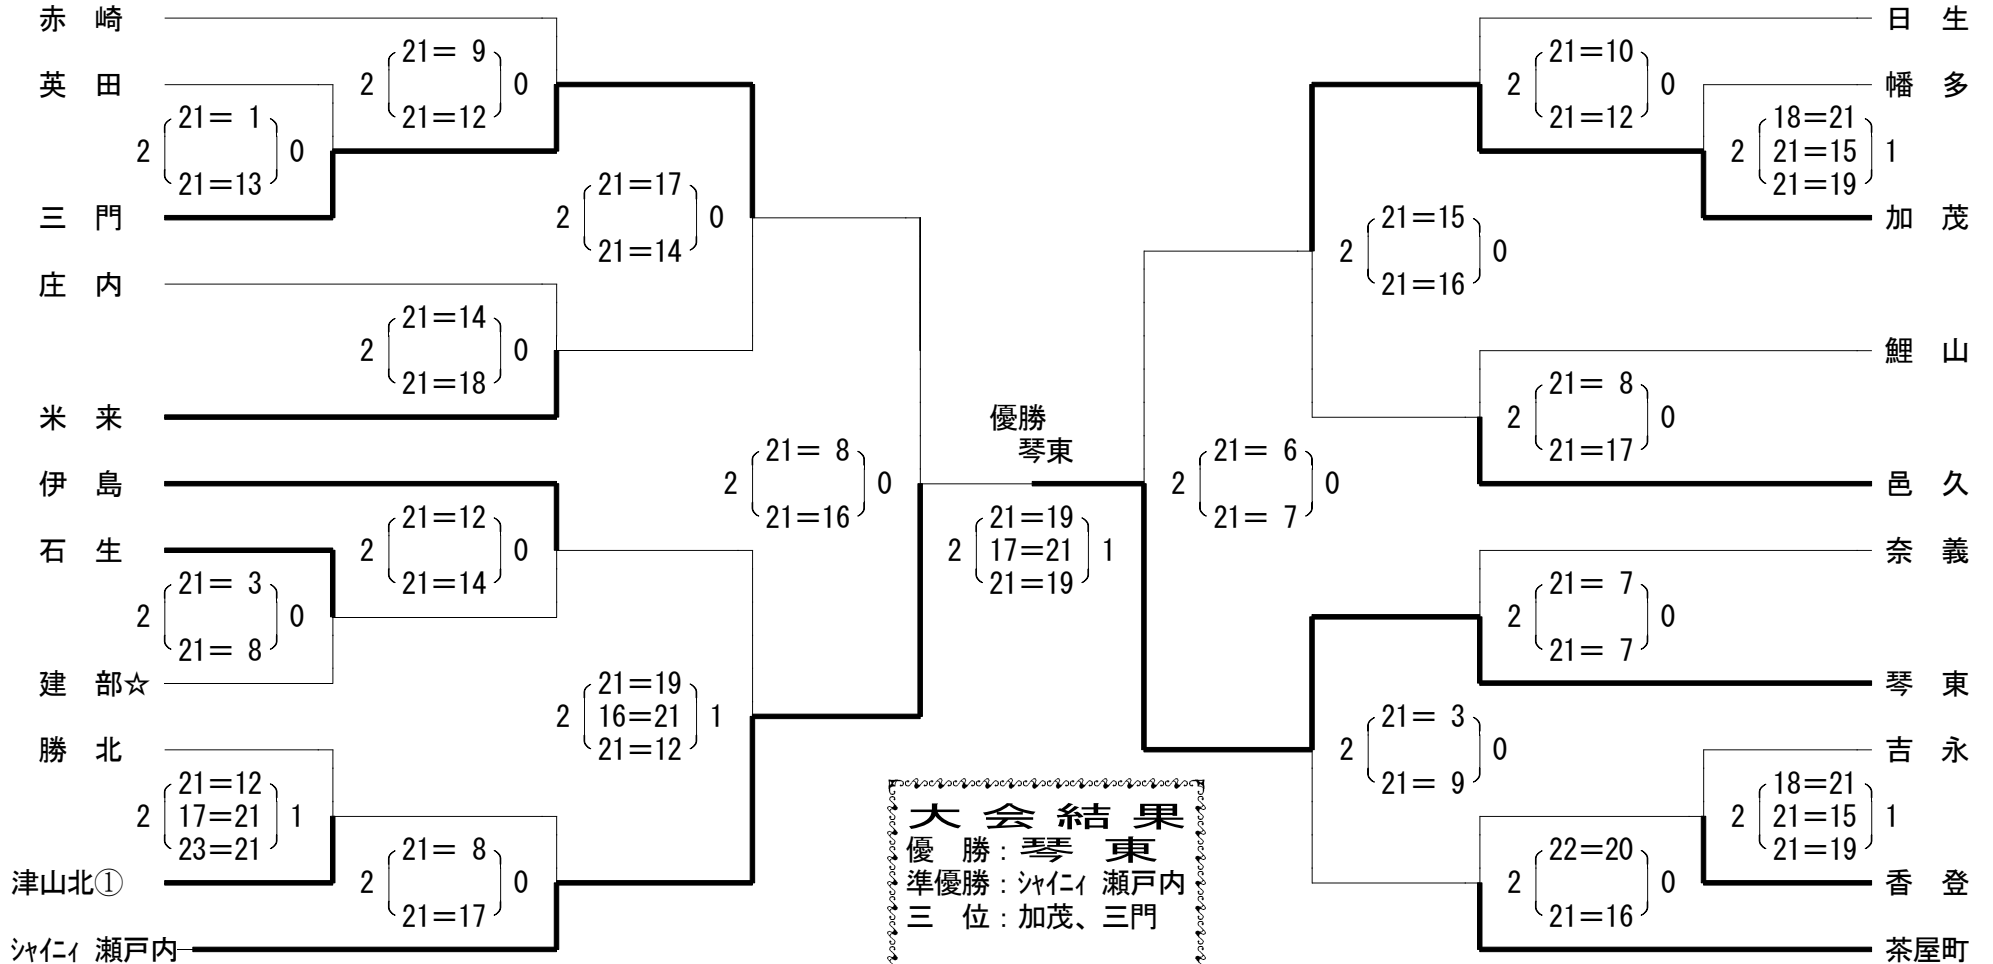 赤 崎
21= 9
2 0
21=12
英 田
21= 1
2 0
21=13
三 門
21=17
2 0
21=14
庄 内
21=14
2 0
21=18
米 来
伊 島
21=12
2 0
21=14
石 生
21= 3
2 0
21= 8
建 部☆
21=19
2 16=21 1
21=12
勝 北
21=12
2 17=21 1
23=21
津山北①
21= 8
2 0
21=17
シャイニィ 瀬戸内
21= 8
2 0
21=16
優勝
琴東
21=19
2 17=21 1
21=19
21= 6
2 0
21= 7
日 生
21=10
2 0
21=12
幡 多
18=21
2 21=15 1
21=19
加 茂
21=15
2 0
21=16
鯉 山
21= 8
2 0
21=17
邑 久
奈 義
21= 7
2 0
21= 7
琴 東
21= 3
2 0
21= 9
吉 永
18=21
2 21=15 1
21=19
香 登
22=20
2 0
21=16
茶屋町
大会結果
優 勝：琴 東
準優勝：シャイニィ 瀬戸内
三 位：加茂、三門